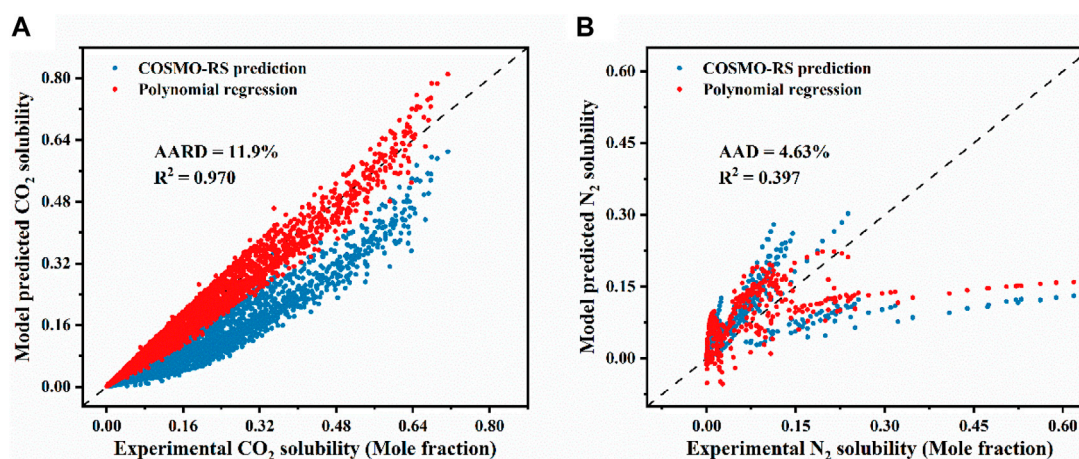 A
COSMO-RS prediction
Polynomial regression
AARD = 11.9%
R² = 0.970
0.80
0.64
0.48
0.32
0.16
0.00
Model predicted CO₂ solubility
0.00 0.16 0.32 0.48 0.64 0.80
Experimental CO₂ solubility (Mole fraction)
B
COSMO-RS prediction
Polynomial regression
AAD = 4.63%
R² = 0.397
0.60
0.45
0.30
0.15
0.00
Model predicted N₂ solubility
0.00 0.15 0.30 0.45 0.60
Experimental N₂ solubility (Mole fraction)